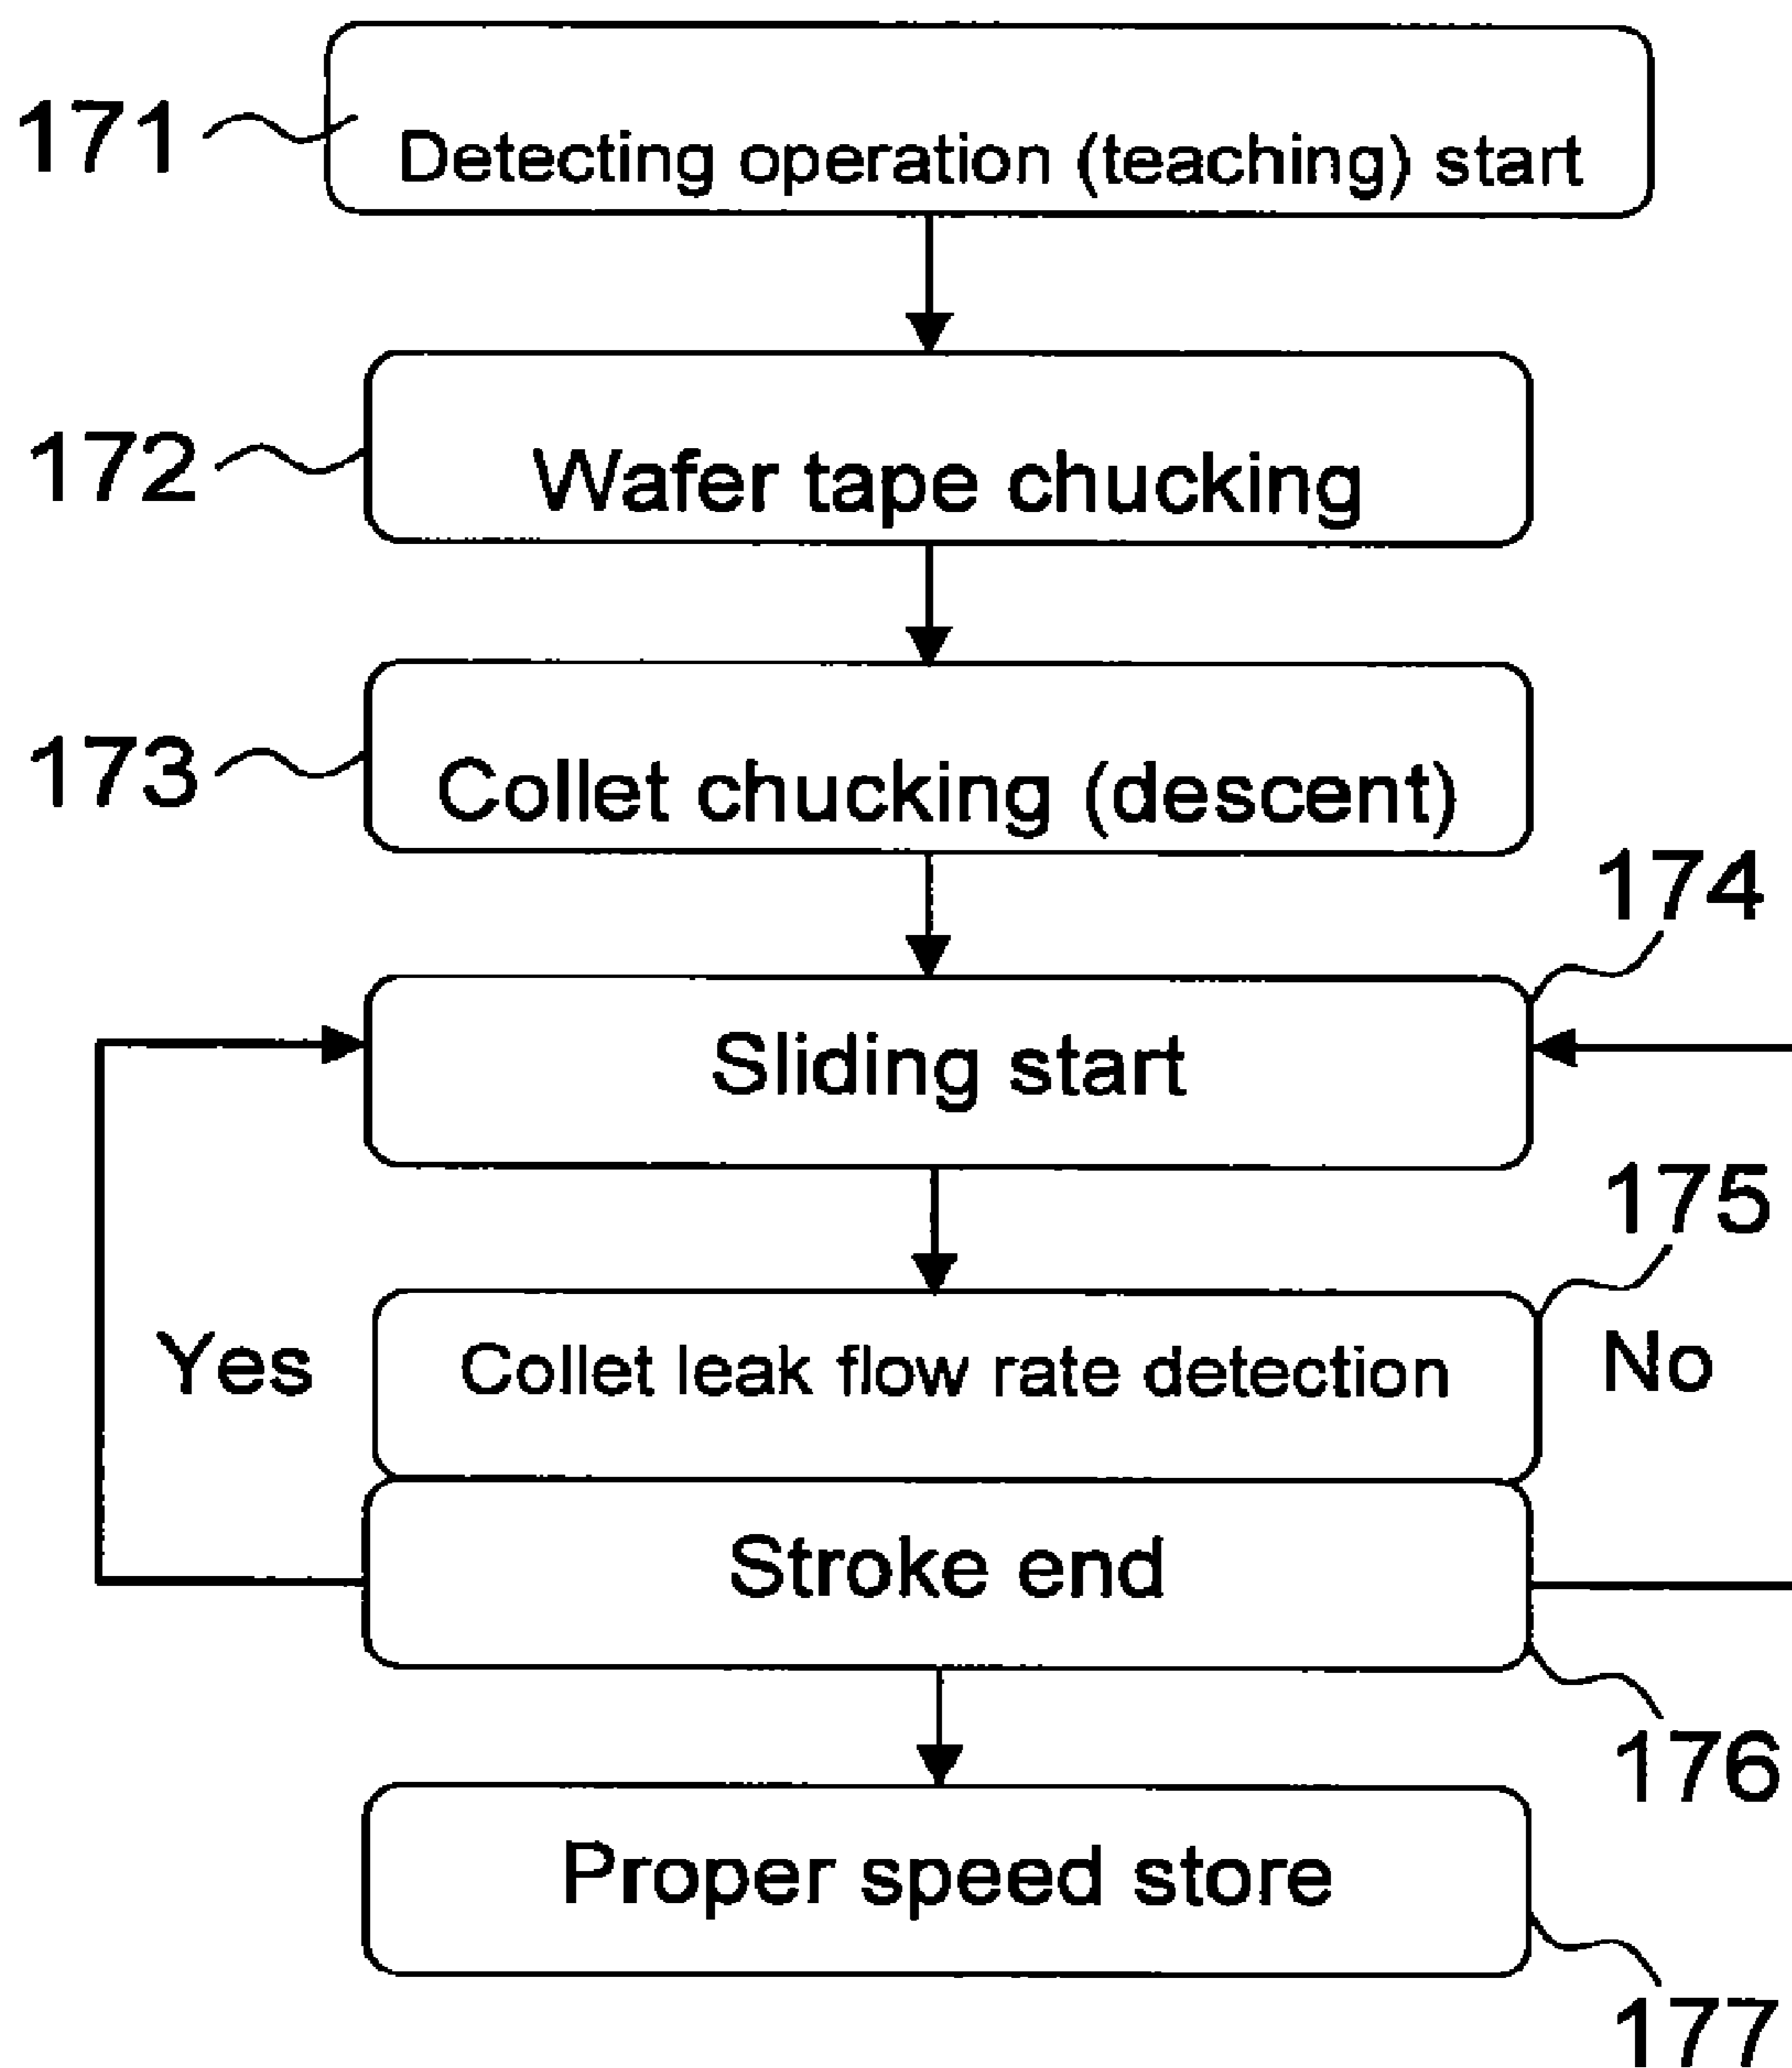 171
Detecting operation (teaching) start
172
Wafer tape chucking
173
Collet chucking (descent)
174
Sliding start
175
Yes
Collet leak flow rate detection
No
Stroke end
176
Proper speed store
177